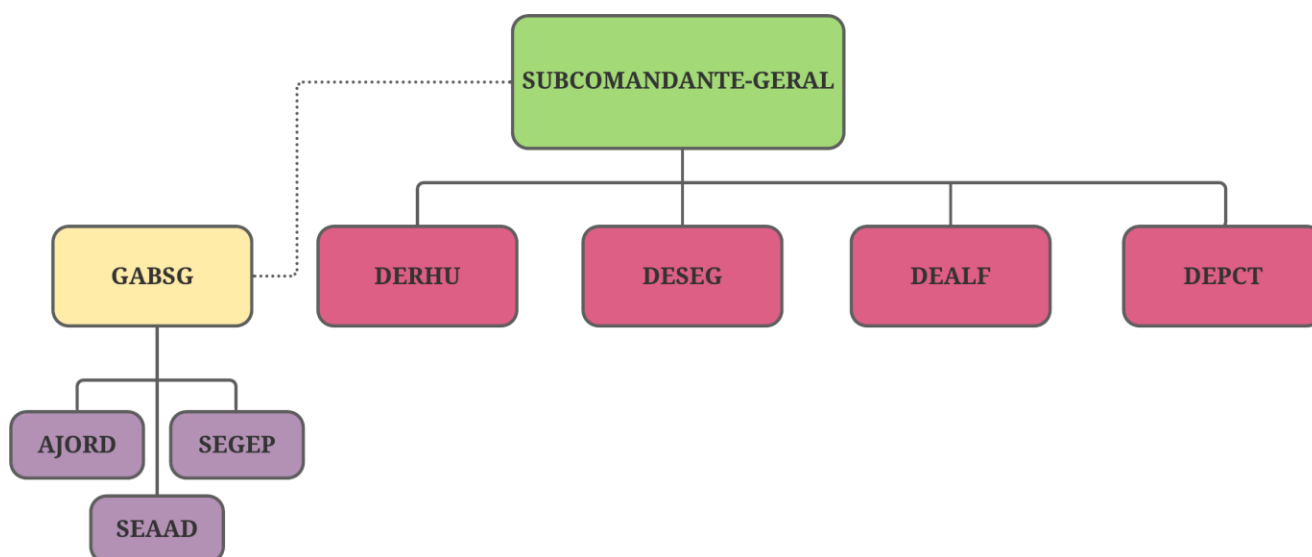 SUBCOMANDANTE-GERAL
GABSG
DERHU
DESEG
DEALF
DEPCT
AJORD
SEGEP
SEAAD